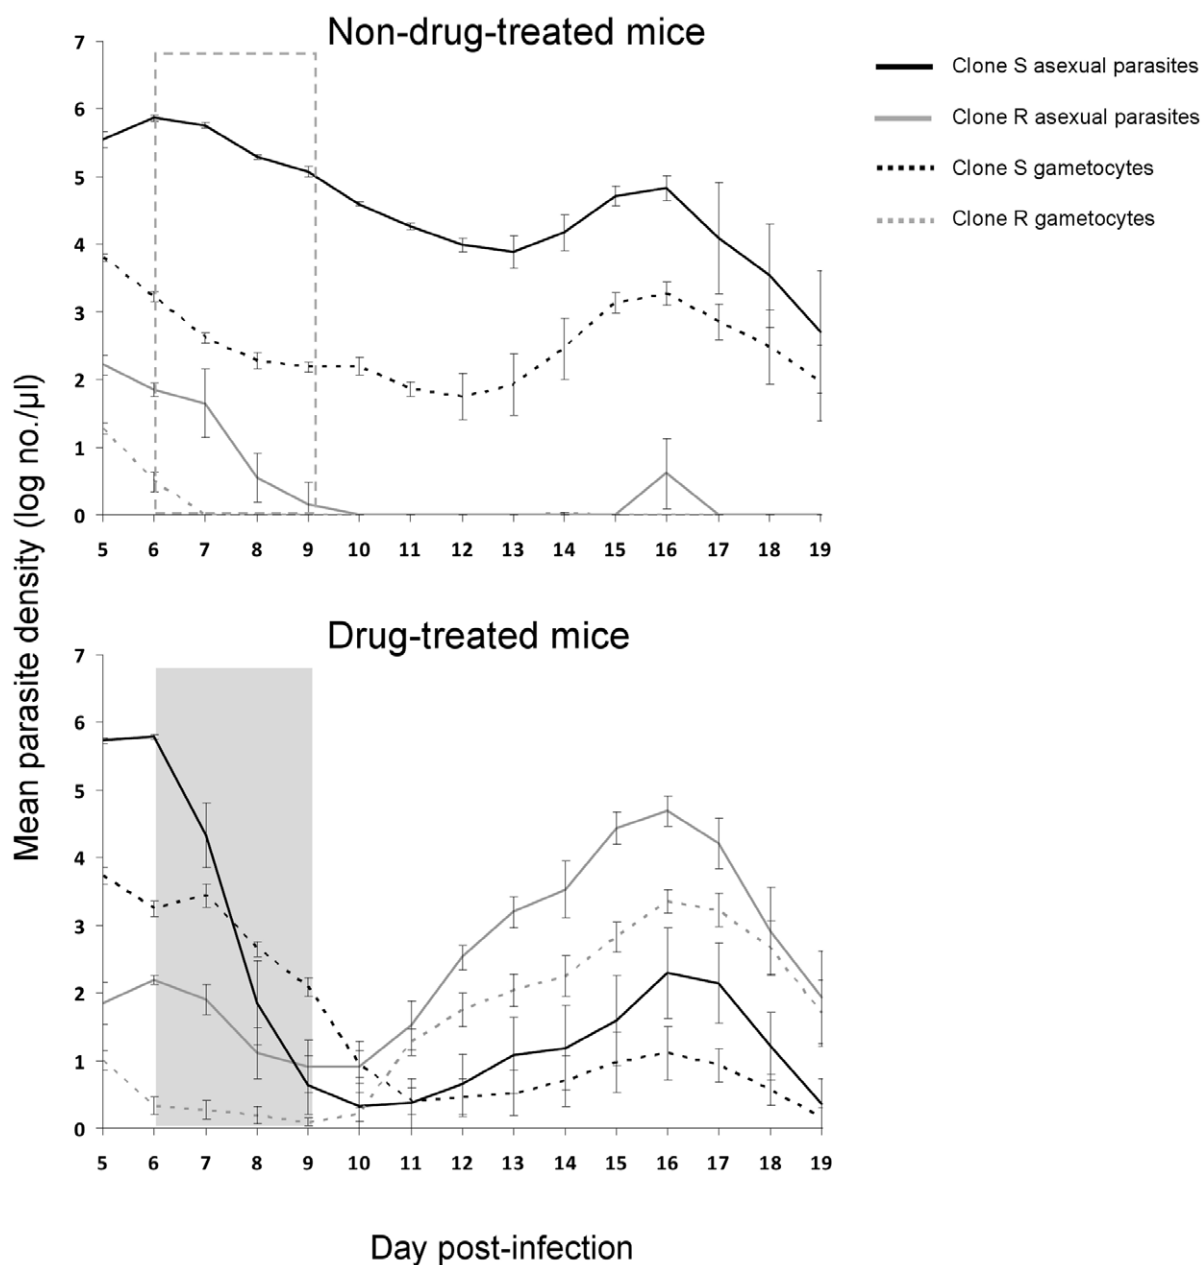 Non-drug-treated mice
7
6
5
4
3
2
1
0
5 6 7 8 9 10 11 12 13 14 15 16 17 18 19
Clone S asexual parasites
Clone R asexual parasites
Clone S gametocytes
Clone R gametocytes
Mean parasite density (log no./µl)
Drug-treated mice
7
6
5
4
3
2
1
0
5 6 7 8 9 10 11 12 13 14 15 16 17 18 19
Day post-infection